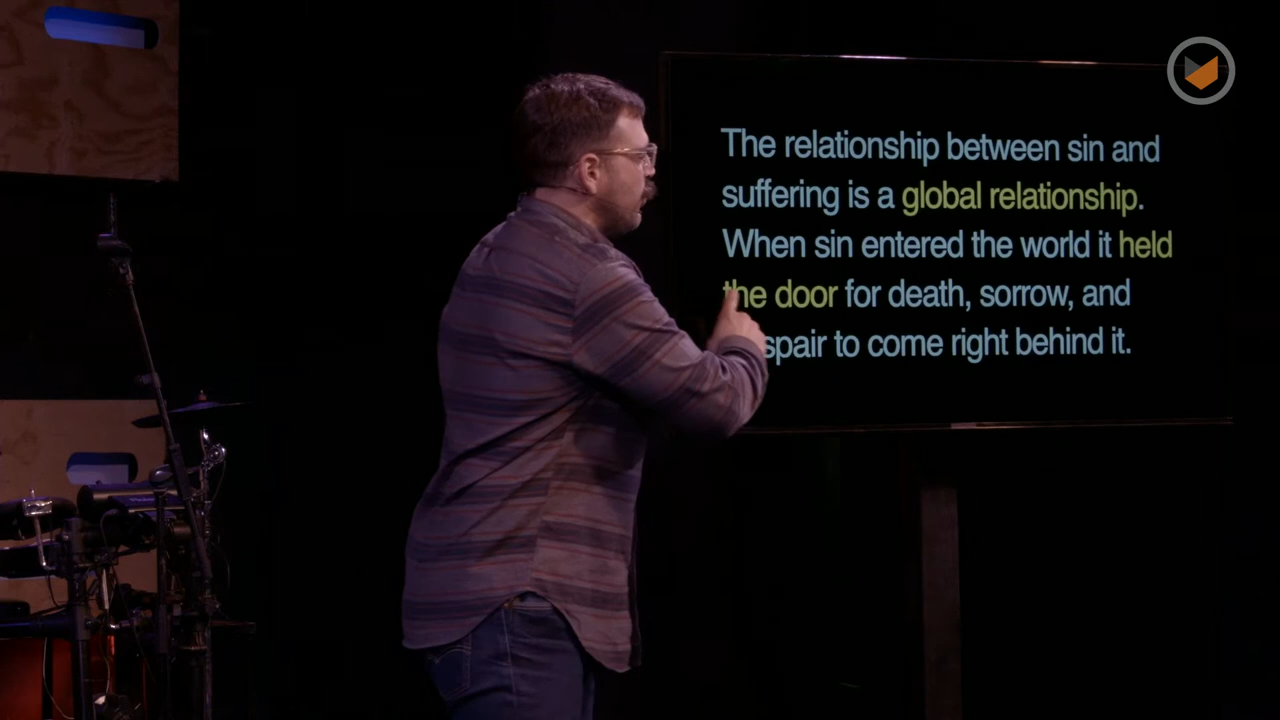 The relationship between sin and
suffering is a global relationship.
When sin entered the world it held
the door for death, sorrow, and
spair to come right behind it.